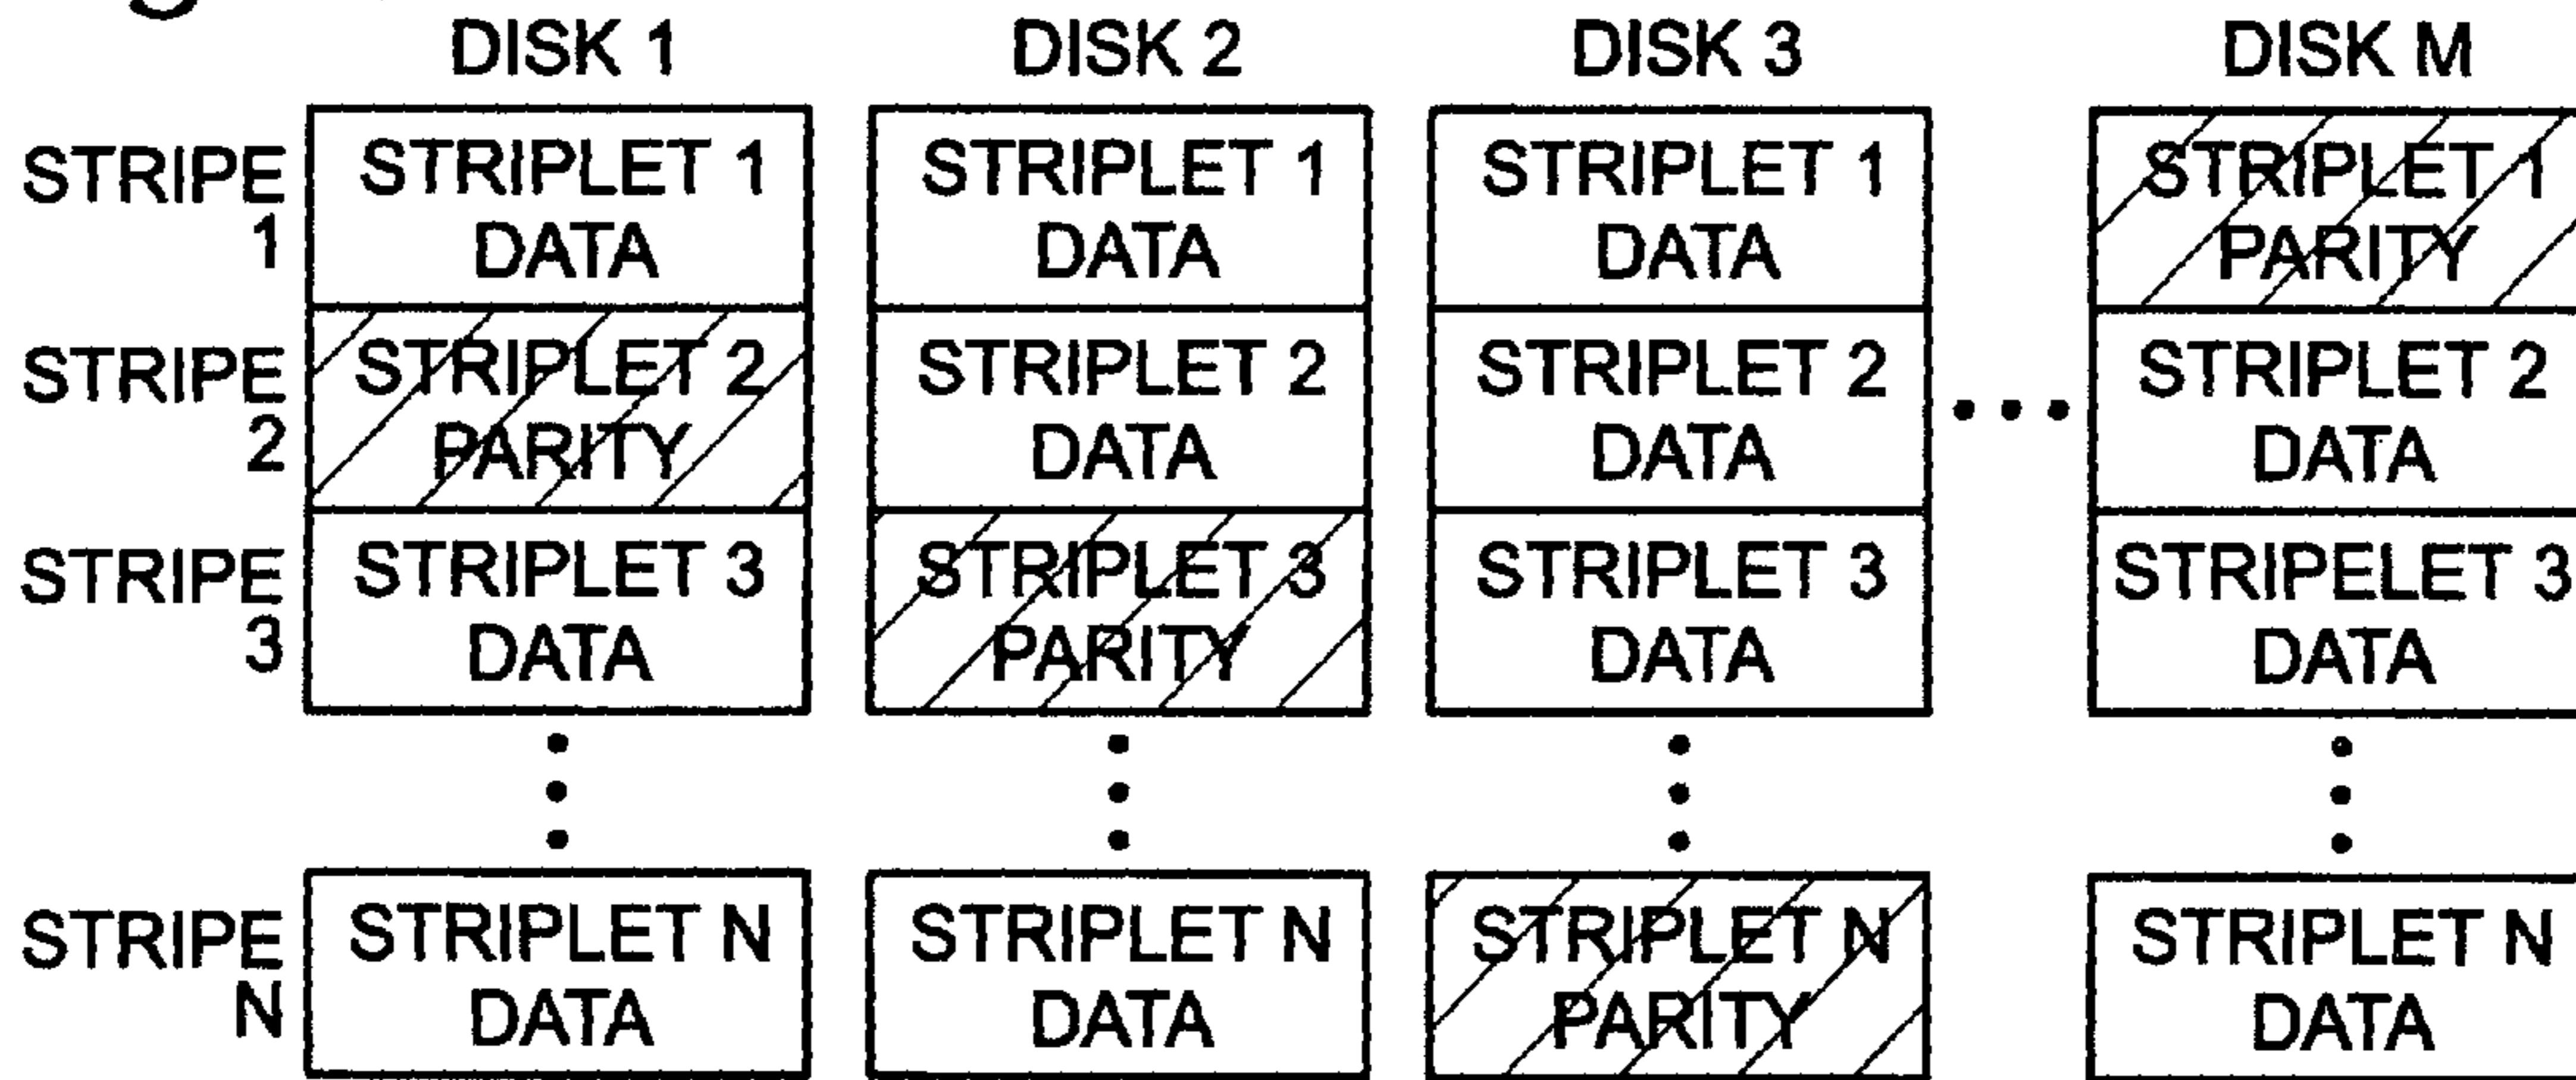 DISK 1 DISK 2 DISK 3 DISK M
STRIPE 1 STRIPLET 1 DATA STRIPLET 1 DATA STRIPLET 1 DATA STRIPLET 1 PARITY
STRIPE 2 STRIPLET 2 PARITY STRIPLET 2 DATA STRIPLET 2 DATA STRIPLET 2 DATA
STRIPE 3 STRIPLET 3 DATA STRIPLET 3 PARITY STRIPLET 3 DATA STRIPELET 3 DATA
STRIPE N STRIPLET N DATA STRIPLET N DATA STRIPLET N PARITY STRIPLET N DATA